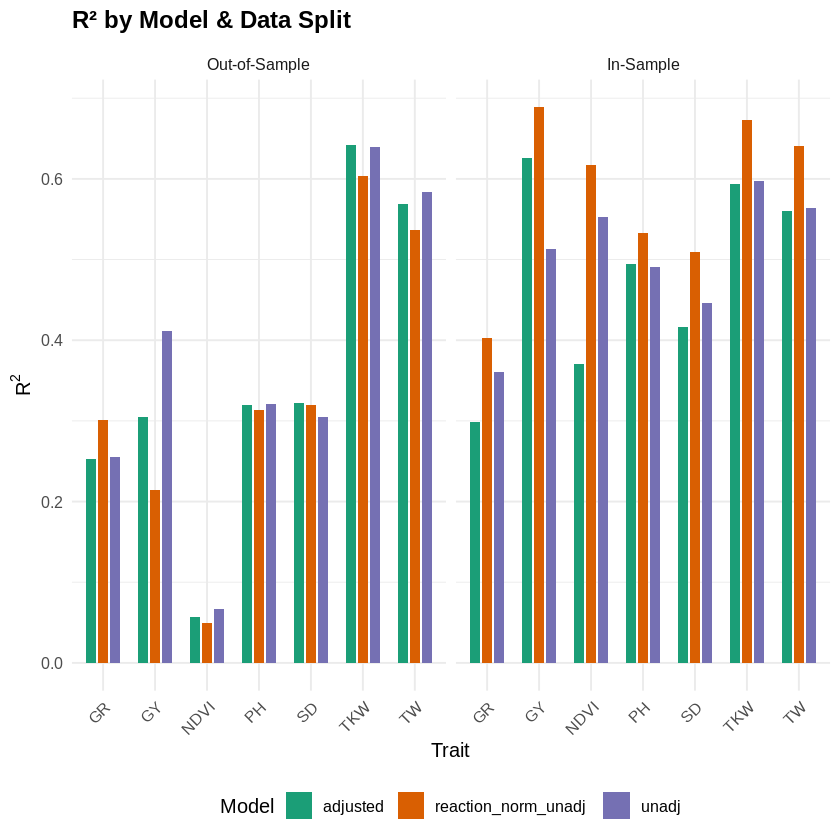 R² by Model & Data Split
Out-of-Sample
In-Sample
R²
0.6
0.4
0.2
0.0
GR GY NDVI PH SD TKW TW
GR GY NDVI PH SD TKW TW
Trait
Model adjusted reaction_norm_unadj unadj